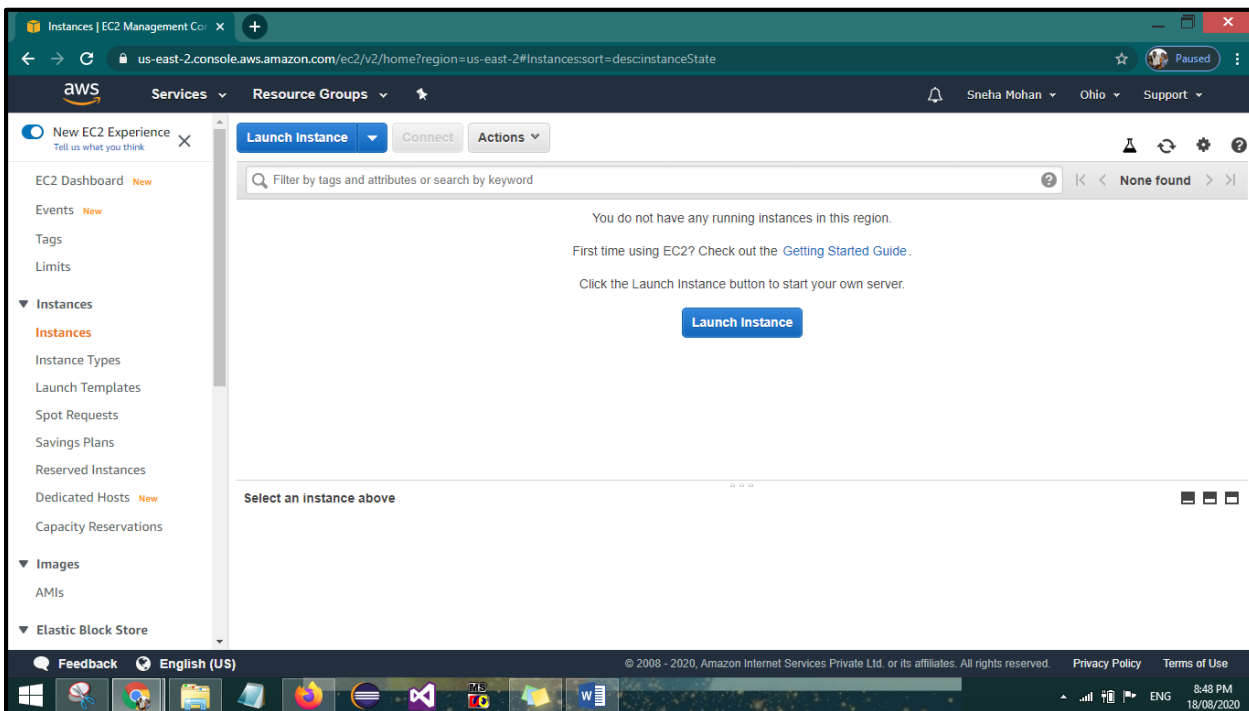 Instances | EC2 Management Cor
us-east-2.console.aws.amazon.com/ec2/v2/home?region=us-east-2#Instances:sort=desc:instanceState
Paused
aws
Services
Resource Groups
Sneha Mohan
Ohio
Support
New EC2 Experience
Tell us what you think
EC2 Dashboard New
Events New
Tags
Limits
Instances
Instances
Instance Types
Launch Templates
Spot Requests
Savings Plans
Reserved Instances
Dedicated Hosts New
Capacity Reservations
Images
AMIs
Elastic Block Store
Launch Instance
Connect
Actions
Filter by tags and attributes or search by keyword
None found
You do not have any running instances in this region.
First time using EC2? Check out the Getting Started Guide.
Click the Launch Instance button to start your own server.
Launch Instance
Select an instance above
Feedback
English (US)
© 2008 - 2020, Amazon Internet Services Private Ltd. or its affiliates. All rights reserved.
Privacy Policy
Terms of Use
MS
TO
W
ENG
8:48 PM
18/08/2020